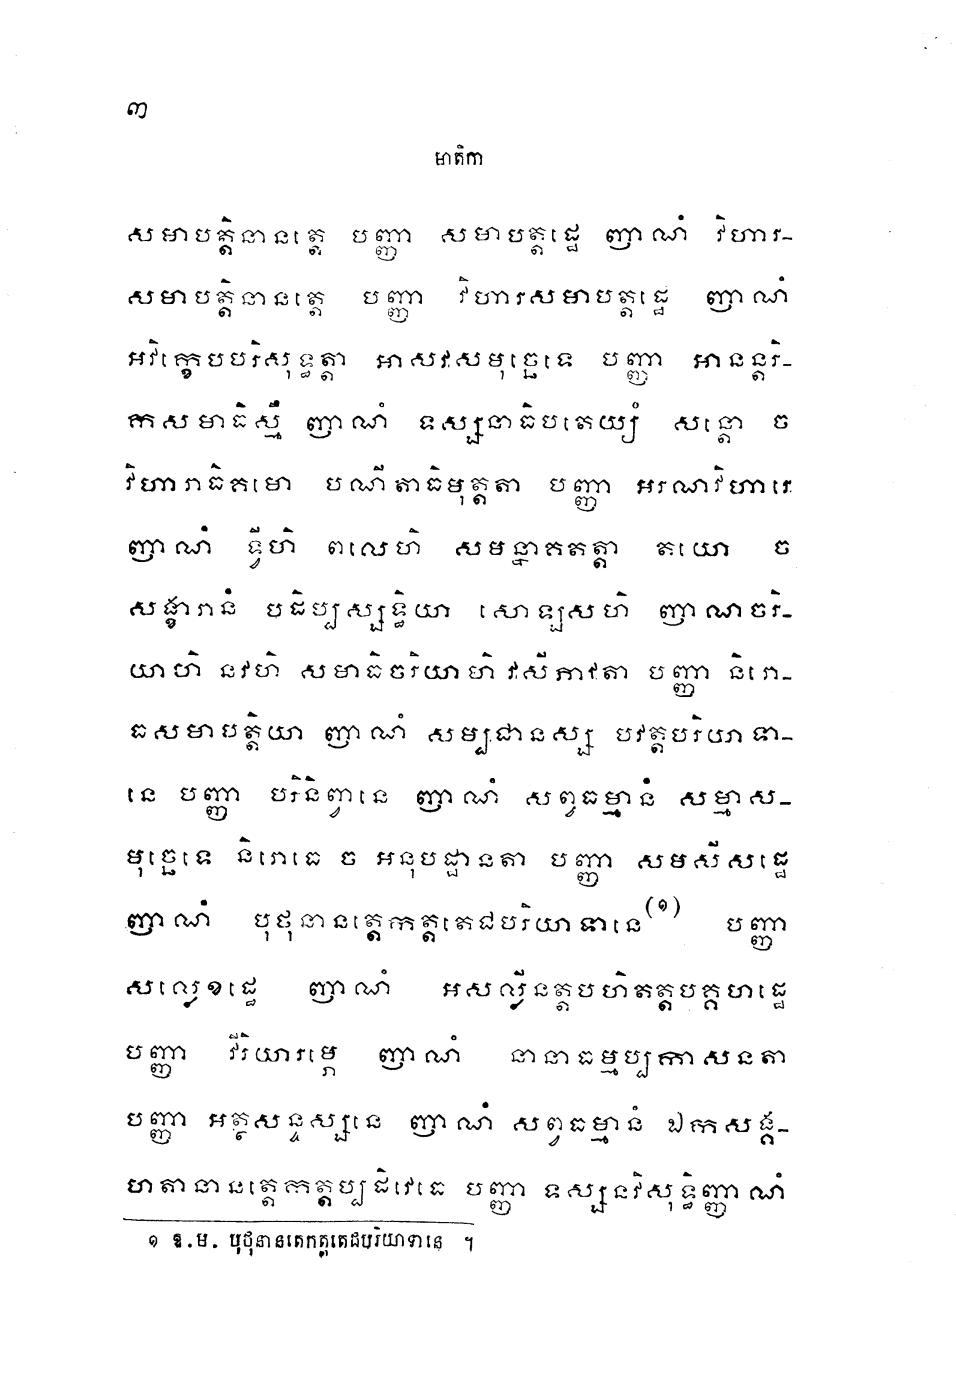 ៣
មាតិកា
សមាបត្តិនានត្តេ បញ្ញា សមាបត្តដ្ឋេ ញាណំ វិហារ-
សមាបត្តិនានត្តេ បញ្ញា វិហារសមាបត្តដ្ឋេ ញាណំ
អវិក្ខេបបរិសុទ្ធត្តា អាសវសមុច្ឆេទេ បញ្ញា អានន្តរិ-
កសមាធិស្មឹ ញាណំ ទស្សនាធិបតេយ្យំ សន្តោ ច
វិហារាធិគមោ បណីតាធិមុត្តតា បញ្ញា អរណវិហារេ
ញាណំ ទ្វីហិ ពលេហិ សមន្នាគតត្តា តយោ ច
សង្ខារានំ បដិប្បស្សទ្ធិយា សោឡសហិ ញាណចរិ-
យាហិ នវហិ សមាធិចរិយាហិ វសីភាវតា បញ្ញា និរោ-
ធសមាបត្តិយា ញាណំ សម្បជានស្ស បវត្តបរិយាទា-
នេ បញ្ញា បរិនិព្វានេ ញាណំ សព្វធម្មានំ សម្មាស-
មុច្ឆេទេ និរោធេ ច អនុបដ្ឋានតា បញ្ញា សមសីសដ្ឋេ
ញាណំ បុថុនានត្តេកត្តតេជបរិយាទានេ(១) បញ្ញា
សល្លេខដ្ឋេ ញាណំ អសល្លីនត្តបហិតត្តបគ្គហដ្ឋេ
បញ្ញា វីរិយារម្ភេ ញាណំ នានាធម្មប្បកាសនតា
បញ្ញា អត្ថសន្ទស្សនេ ញាណំ សព្វធម្មានំ ឯកសង្គ-
ហតានានត្តេកត្តប្បដិវេធេ បញ្ញា ទស្សនវិសុទ្ធិញាណំ
១ ឱ.ម. បុថុនានតេកត្តតេជបរិយាទានេ ។